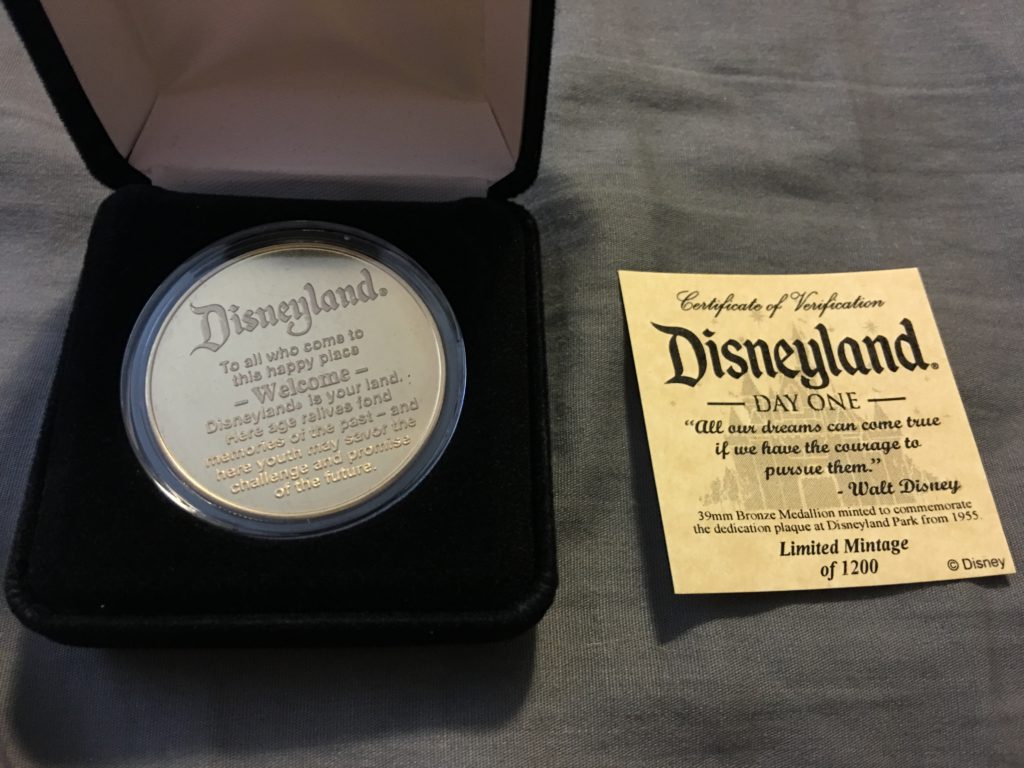 Disneyland®
To all who come to
this happy place
– Welcome –
Disneyland® is your land.
Here age relives fond
memories of the past – and
here youth may savor the
challenge and promise
of the future.
Certificate of Verification
Disneyland®
— DAY ONE —
"All our dreams can come true
if we have the courage to
pursue them."
- Walt Disney
39mm Bronze Medallion minted to commemorate
the dedication plaque at Disneyland Park from 1955.
Limited Mintage
of 1200
© Disney